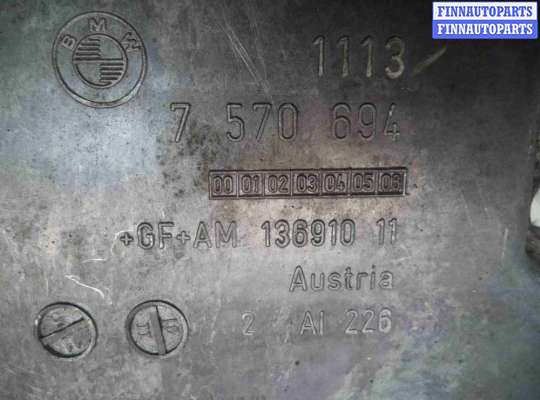 FINNAUTOPARTS
FINNAUTOPARTS
BMW
1113
7 570 694
00 01 02 03 04 05 06
+GF+AM 136910 11
Austria
2 Al 226